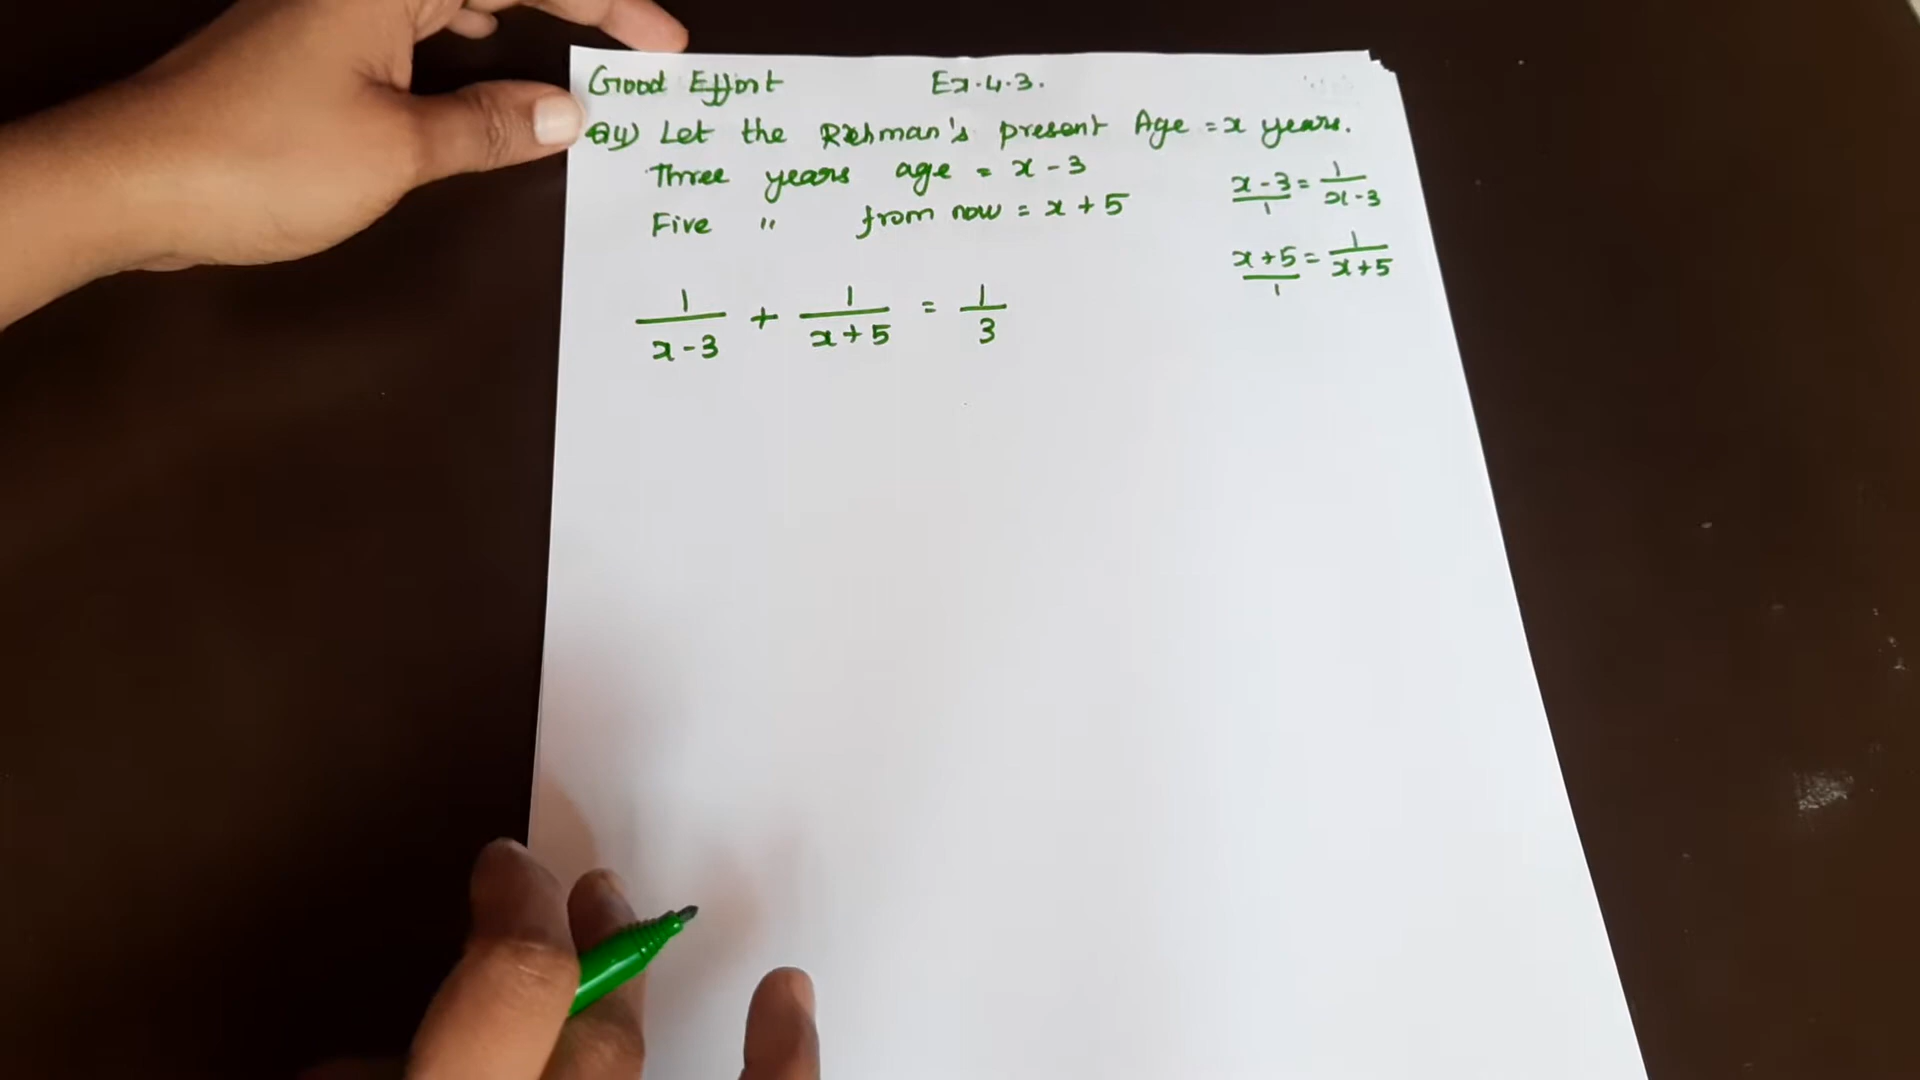 Good Effort Ex.4.3.
Q4) Let the Rehman's present Age = x years.
Three years age = x - 3
Five " from now = x + 5
x - 3 / 1 = 1 / x - 3
x + 5 / 1 = 1 / x + 5
1 / x - 3 + 1 / x + 5 = 1 / 3